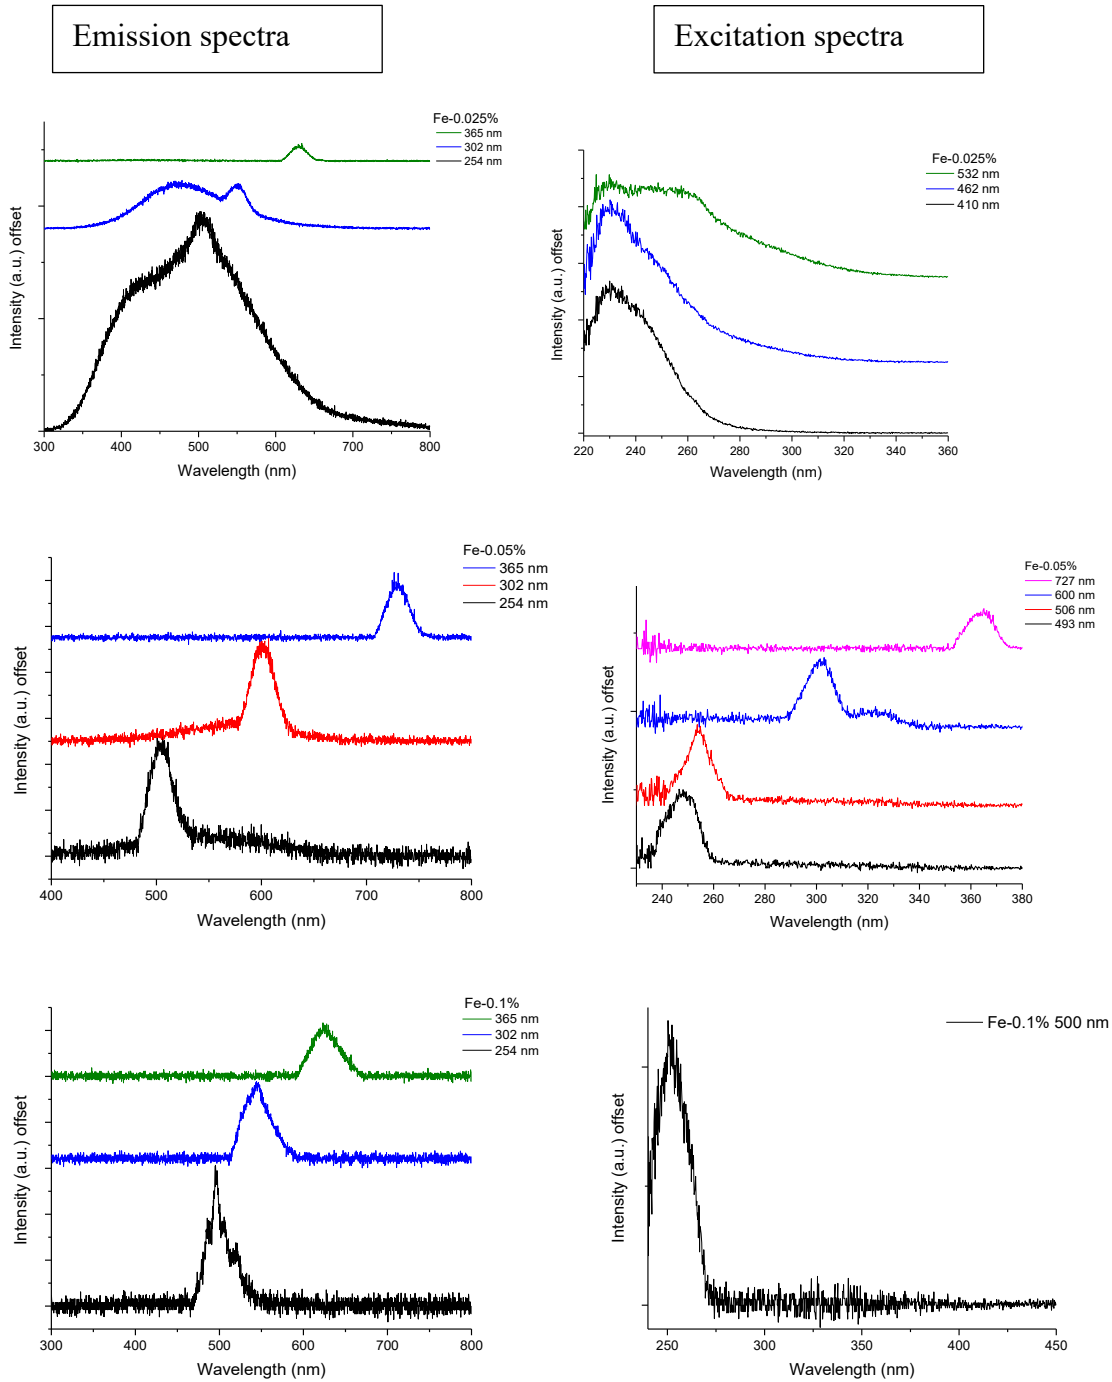 Emission spectra
Excitation spectra
Fe-0.025%
365 nm
302 nm
254 nm
Intensity (a.u.) offset
300 400 500 600 700 800
Wavelength (nm)
Fe-0.025%
532 nm
462 nm
410 nm
Intensity (a.u.) offset
220 240 260 280 300 320 340 360
Wavelength (nm)
Fe-0.05%
365 nm
302 nm
254 nm
Intensity (a.u.) offset
400 500 600 700 800
Wavelength (nm)
Fe-0.05%
727 nm
600 nm
506 nm
493 nm
Intensity (a.u.) offset
240 260 280 300 320 340 360 380
Wavelength (nm)
Fe-0.1%
365 nm
302 nm
254 nm
Intensity (a.u.) offset
300 400 500 600 700 800
Wavelength (nm)
Fe-0.1% 500 nm
Intensity (a.u.) offset
250 300 350 400 450
Wavelength (nm)